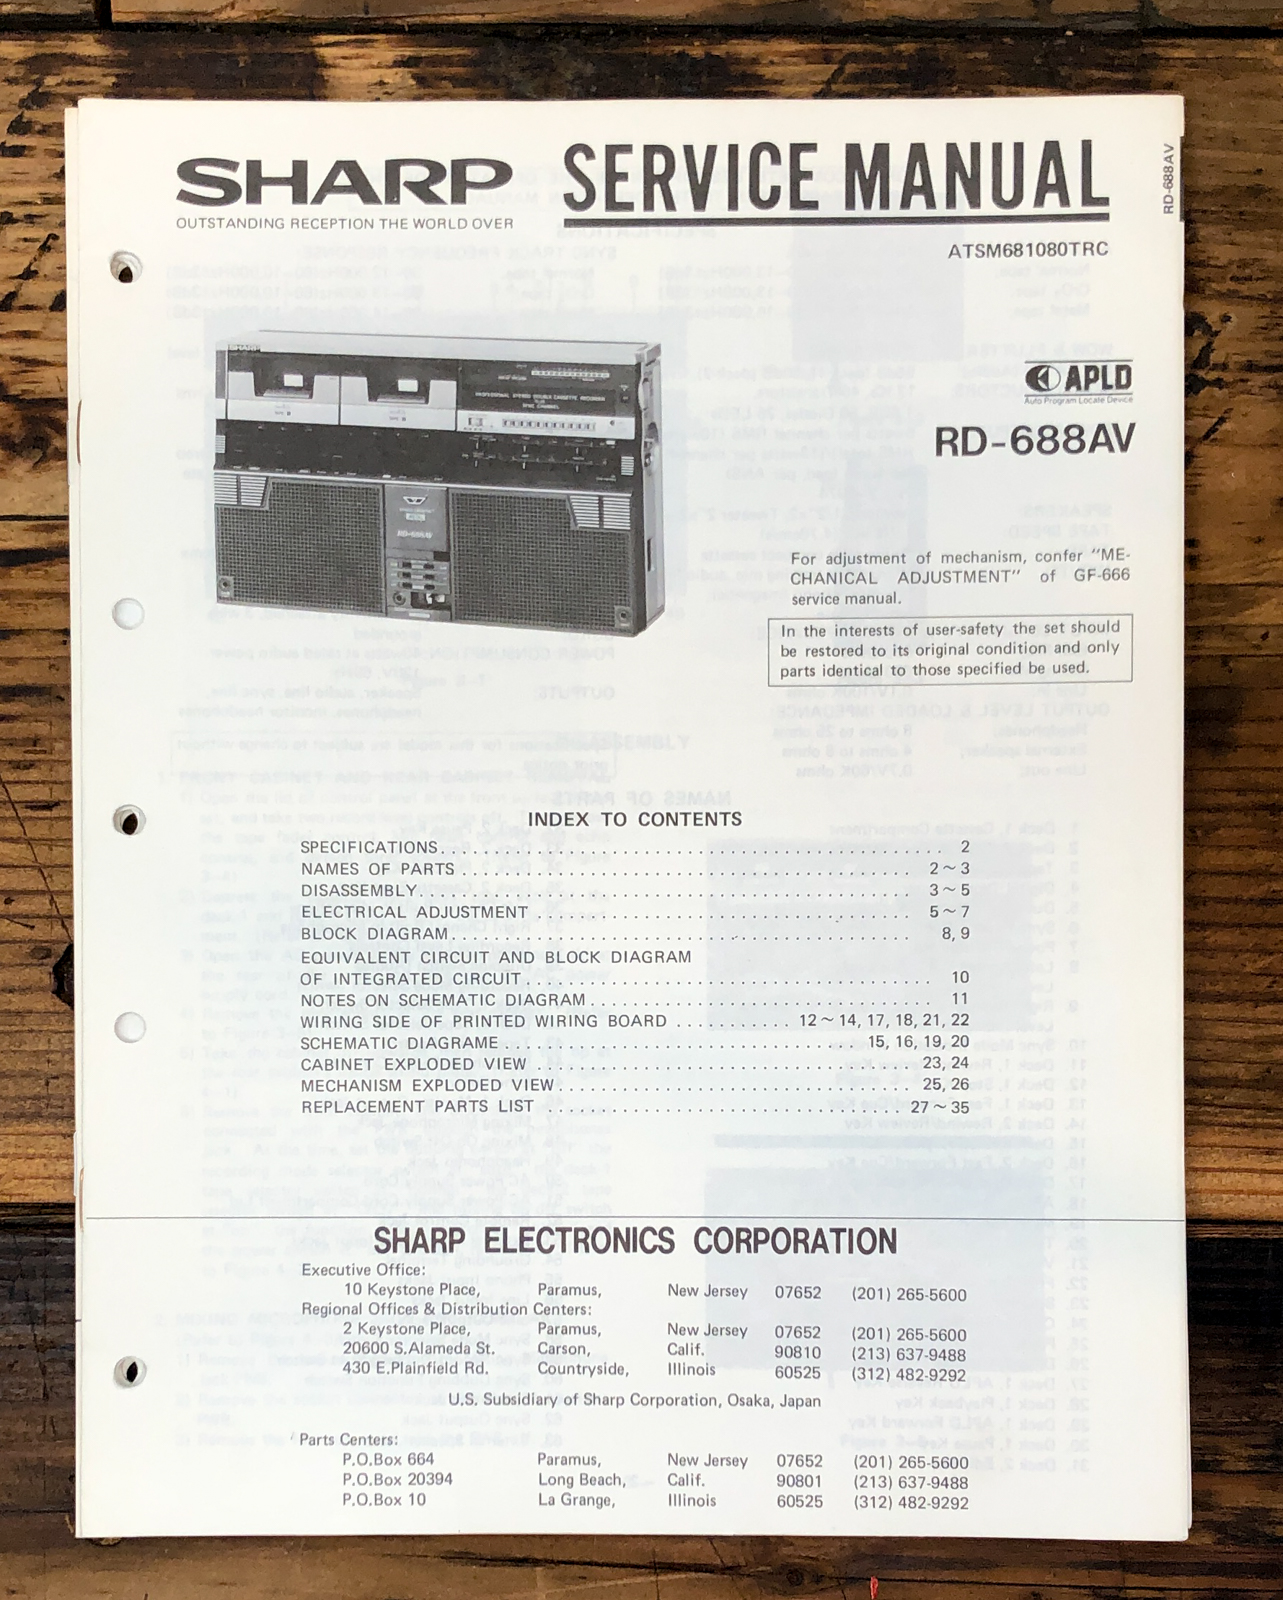 SHARP SERVICE MANUAL
OUTSTANDING RECEPTION THE WORLD OVER
RD-688AV
ATSM681080TRC
SHARP
PROFESSIONAL STEREO DOUBLE CASSETTE RECORDER
SYNC CHANNEL
APLD
Auto Program Locate Device
RD-688AV
RD-688AV
For adjustment of mechanism, confer "ME-
CHANICAL ADJUSTMENT" of GF-666
service manual.
In the interests of user-safety the set should
be restored to its original condition and only
parts identical to those specified be used.
INDEX TO CONTENTS
SPECIFICATIONS . . . . . . . . . . 2
NAMES OF PARTS . . . . . . . . . . 2 ~ 3
DISASSEMBLY . . . . . . . . . . 3 ~ 5
ELECTRICAL ADJUSTMENT . . . . . . . . . . 5 ~ 7
BLOCK DIAGRAM . . . . . . . . . . 8, 9
EQUIVALENT CIRCUIT AND BLOCK DIAGRAM
OF INTEGRATED CIRCUIT . . . . . . . . . . 10
NOTES ON SCHEMATIC DIAGRAM . . . . . . . . . . 11
WIRING SIDE OF PRINTED WIRING BOARD . . . . . . . . . . 12 ~ 14, 17, 18, 21, 22
SCHEMATIC DIAGRAME . . . . . . . . . . 15, 16, 19, 20
CABINET EXPLODED VIEW . . . . . . . . . . 23, 24
MECHANISM EXPLODED VIEW . . . . . . . . . . 25, 26
REPLACEMENT PARTS LIST . . . . . . . . . . 27 ~ 35
SHARP ELECTRONICS CORPORATION
Executive Office:
10 Keystone Place, Paramus, New Jersey 07652 (201) 265-5600
Regional Offices & Distribution Centers:
2 Keystone Place, Paramus, New Jersey 07652 (201) 265-5600
20600 S.Alameda St. Carson, Calif. 90810 (213) 637-9488
430 E.Plainfield Rd. Countryside, Illinois 60525 (312) 482-9292
U.S. Subsidiary of Sharp Corporation, Osaka, Japan
Parts Centers:
P.O.Box 664 Paramus, New Jersey 07652 (201) 265-5600
P.O.Box 20394 Long Beach, Calif. 90801 (213) 637-9488
P.O.Box 10 La Grange, Illinois 60525 (312) 482-9292